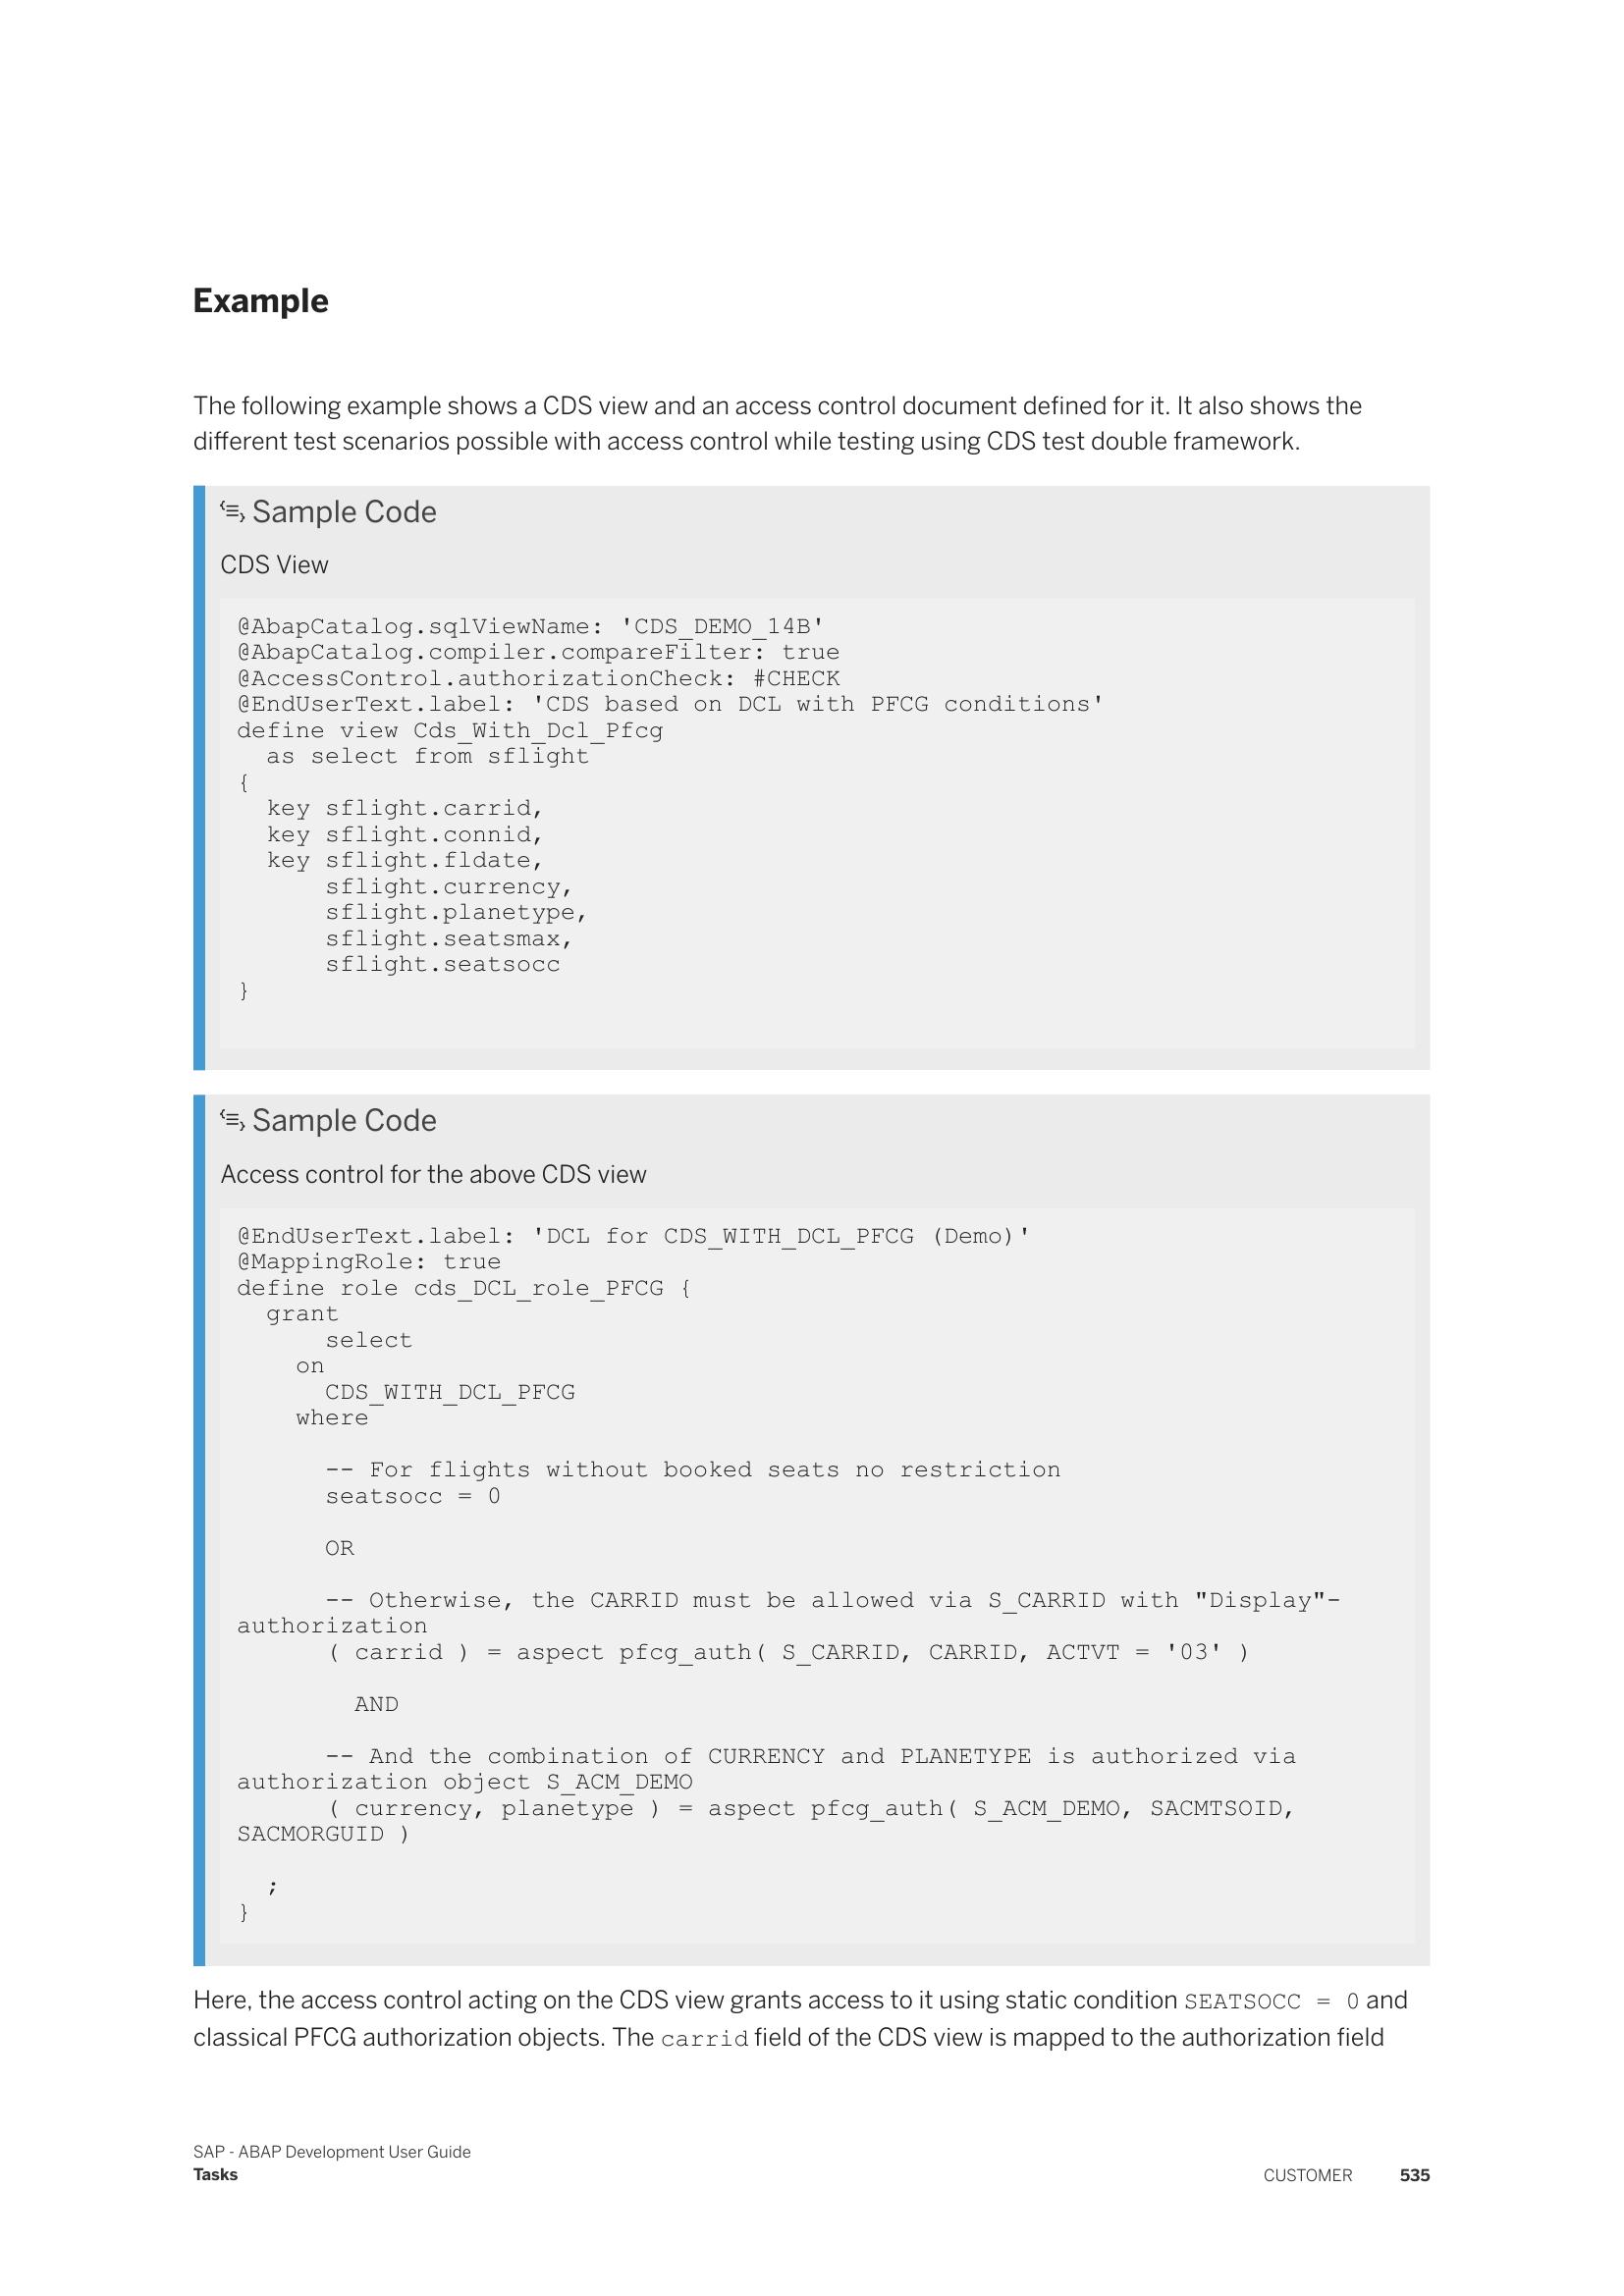 Example
The following example shows a CDS view and an access control document defined for it. It also shows the
different test scenarios possible with access control while testing using CDS test double framework.
Sample Code
CDS View
@AbapCatalog.sqlViewName: 'CDS_DEMO_14B'
@AbapCatalog.compiler.compareFilter: true
@AccessControl.authorizationCheck: #CHECK
@EndUserText.label: 'CDS based on DCL with PFCG conditions'
define view Cds_With_Dcl_Pfcg
  as select from sflight
{
  key sflight.carrid,
  key sflight.connid,
  key sflight.fldate,
      sflight.currency,
      sflight.planetype,
      sflight.seatsmax,
      sflight.seatsocc
}
Sample Code
Access control for the above CDS view
@EndUserText.label: 'DCL for CDS_WITH_DCL_PFCG (Demo)'
@MappingRole: true
define role cds_DCL_role_PFCG {
  grant
      select
    on
      CDS_WITH_DCL_PFCG
    where
      -- For flights without booked seats no restriction
      seatsocc = 0
      OR
      -- Otherwise, the CARRID must be allowed via S_CARRID with "Display"-
authorization
      ( carrid ) = aspect pfcg_auth( S_CARRID, CARRID, ACTVT = '03' )
        AND
      -- And the combination of CURRENCY and PLANETYPE is authorized via
authorization object S_ACM_DEMO
      ( currency, planetype ) = aspect pfcg_auth( S_ACM_DEMO, SACMTSOID,
SACMORGUID )
  ;
}
Here, the access control acting on the CDS view grants access to it using static condition SEATSOCC = 0 and
classical PFCG authorization objects. The carrid field of the CDS view is mapped to the authorization field
SAP - ABAP Development User Guide
Tasks
CUSTOMER 535